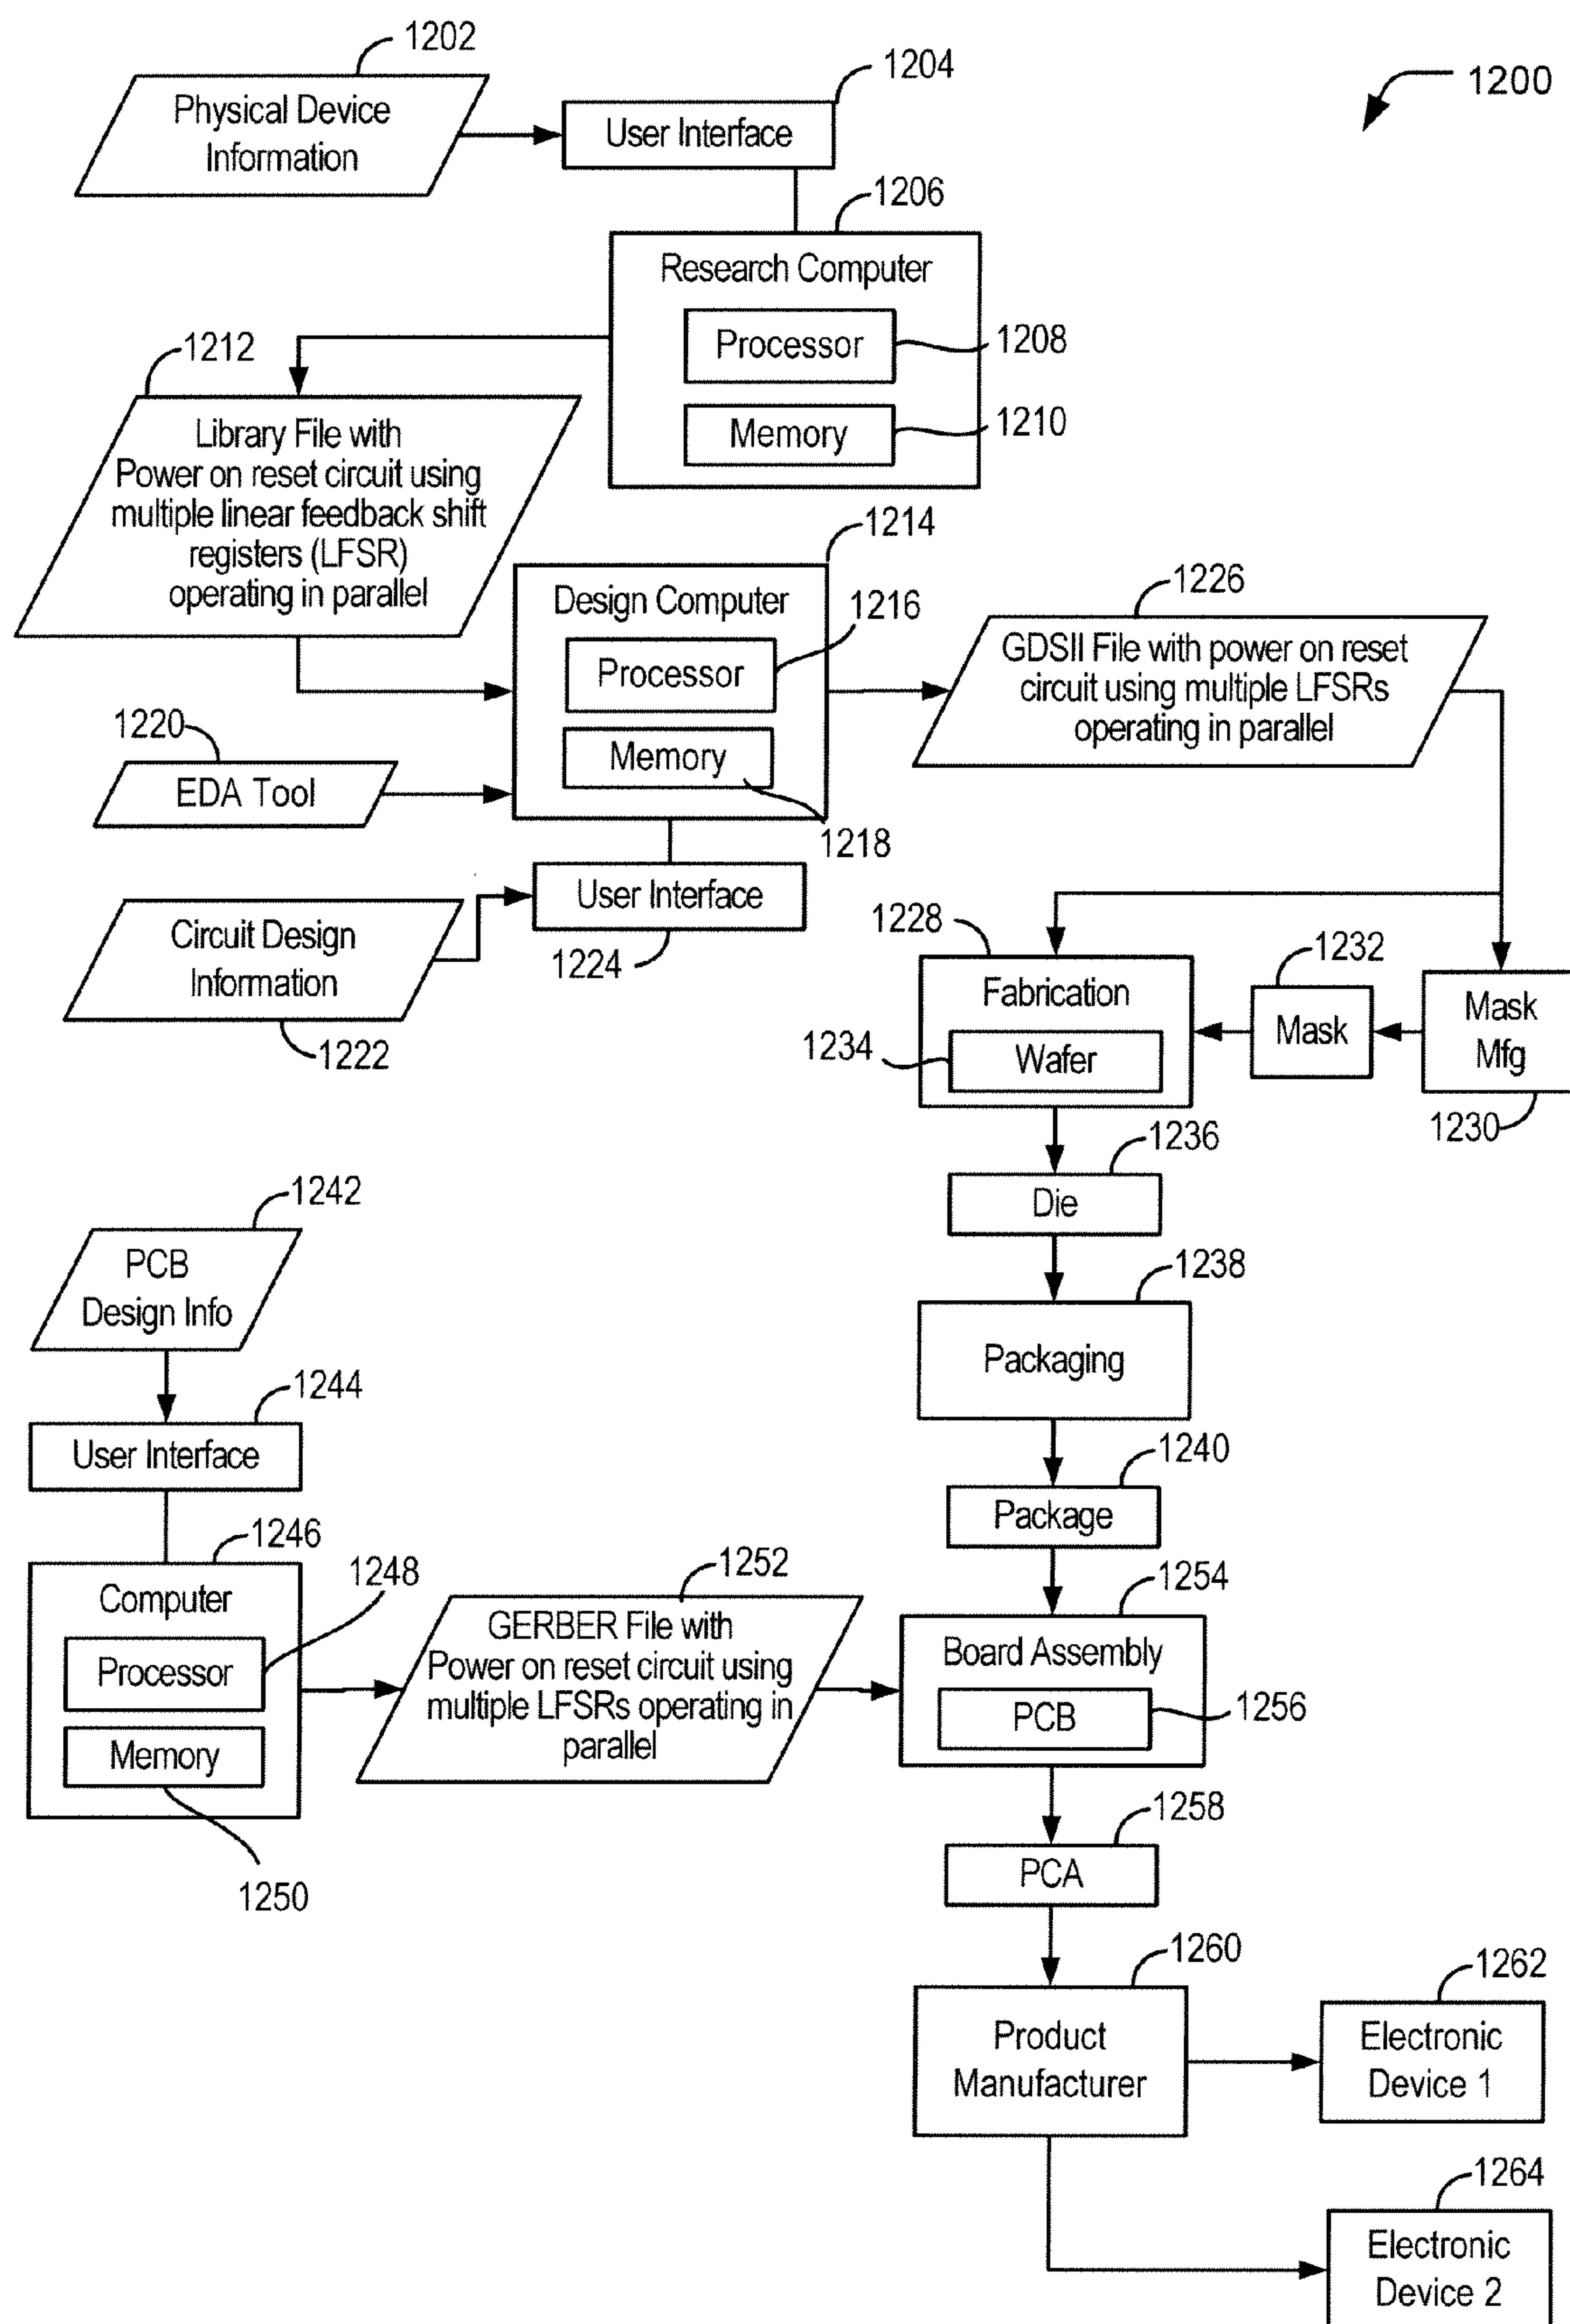 1202
1204
1200
Physical Device
Information
User Interface
1206
Research Computer
Processor
1208
Memory
1210
1212
Library File with
Power on reset circuit using
multiple linear feedback shift
registers (LFSR)
operating in parallel
1214
Design Computer
1216
Processor
Memory
1218
1226
GDSII File with power on reset
circuit using multiple LFSRs
operating in parallel
1220
EDA Tool
User Interface
1224
Circuit Design
Information
1222
1228
Fabrication
1234
Wafer
1232
Mask
Mask
Mfg
1230
1236
Die
1238
Packaging
1240
Package
1242
PCB
Design Info
1244
User Interface
1246
Computer
1248
Processor
Memory
1250
1252
GERBER File with
Power on reset circuit using
multiple LFSRs operating in
parallel
1254
Board Assembly
PCB
1256
1258
PCA
1260
Product
Manufacturer
1262
Electronic
Device 1
1264
Electronic
Device 2